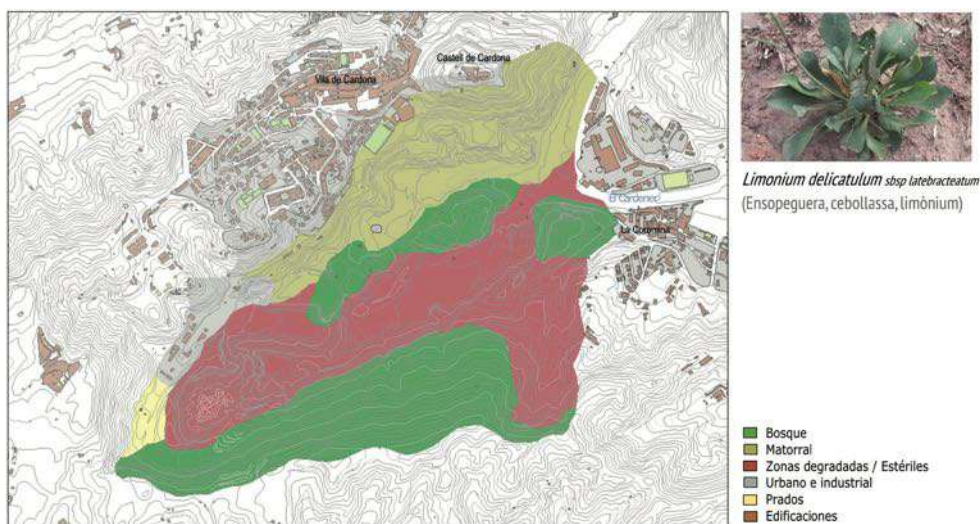 Castell de Cardona
Vila de Cardona
El Cardener
La Coromina
Limonium delicatulum sbsp latebracteatum
(Ensopeguera, cebollassa, limònium)
Bosque
Matorral
Zonas degradadas / Estériles
Urbano e industrial
Prados
Edificaciones